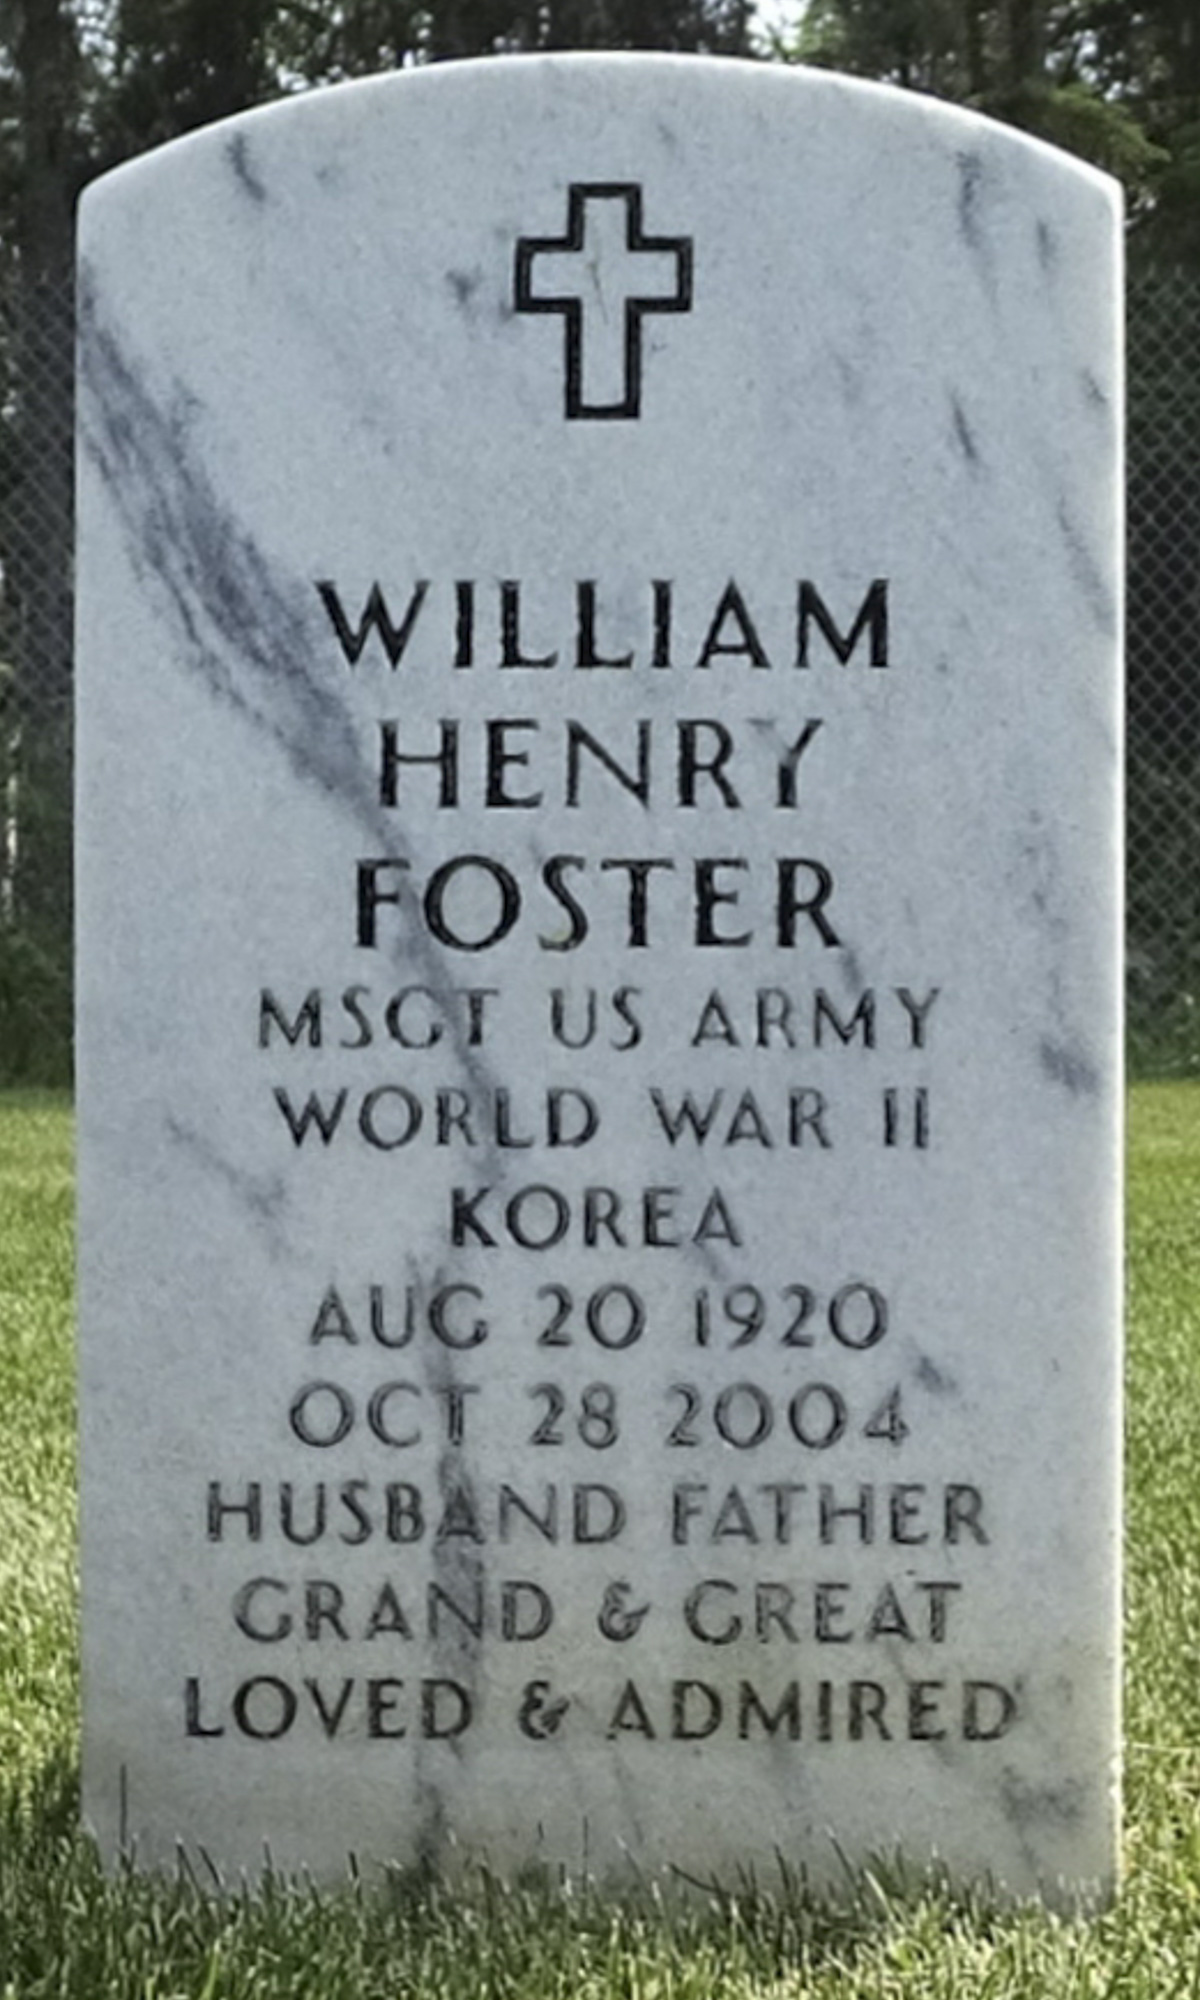 WILLIAM
HENRY
FOSTER
MSGT US ARMY
WORLD WAR II
KOREA
AUG 20 1920
OCT 28 2004
HUSBAND FATHER
GRAND & GREAT
LOVED & ADMIRED